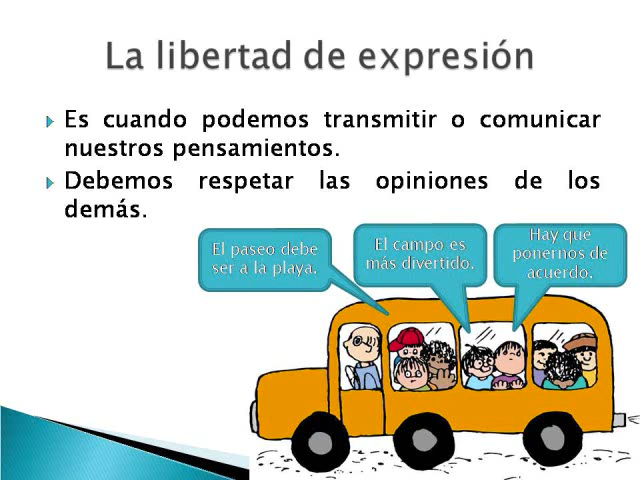 La libertad de expresión
Es cuando podemos transmitir o comunicar
nuestros pensamientos.
Debemos respetar las opiniones de los
demás.
El paseo debe
ser a la playa.
El campo es
más divertido.
Hay que
ponernos de
acuerdo.